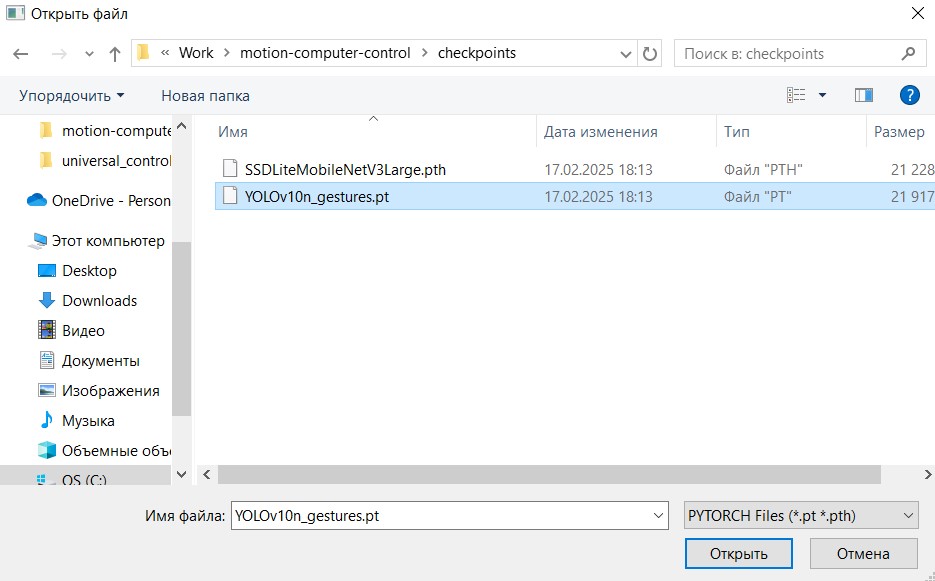 Открыть файл
« Work > motion-computer-control > checkpoints
Поиск в: checkpoints
Упорядочить
Новая папка
?
Имя
Дата изменения
Тип
Размер
motion-compute
universal_control
OneDrive - Person
Этот компьютер
Desktop
Downloads
Видео
Документы
Изображения
Музыка
Объемные объе
OS (C:)
SSDLiteMobileNetV3Large.pth
17.02.2025 18:13
Файл "PTH"
21 228
YOLOv10n_gestures.pt
17.02.2025 18:13
Файл "PT"
21 917
Имя файла:
YOLOv10n_gestures.pt
PYTORCH Files (*.pt *.pth)
Открыть
Отмена